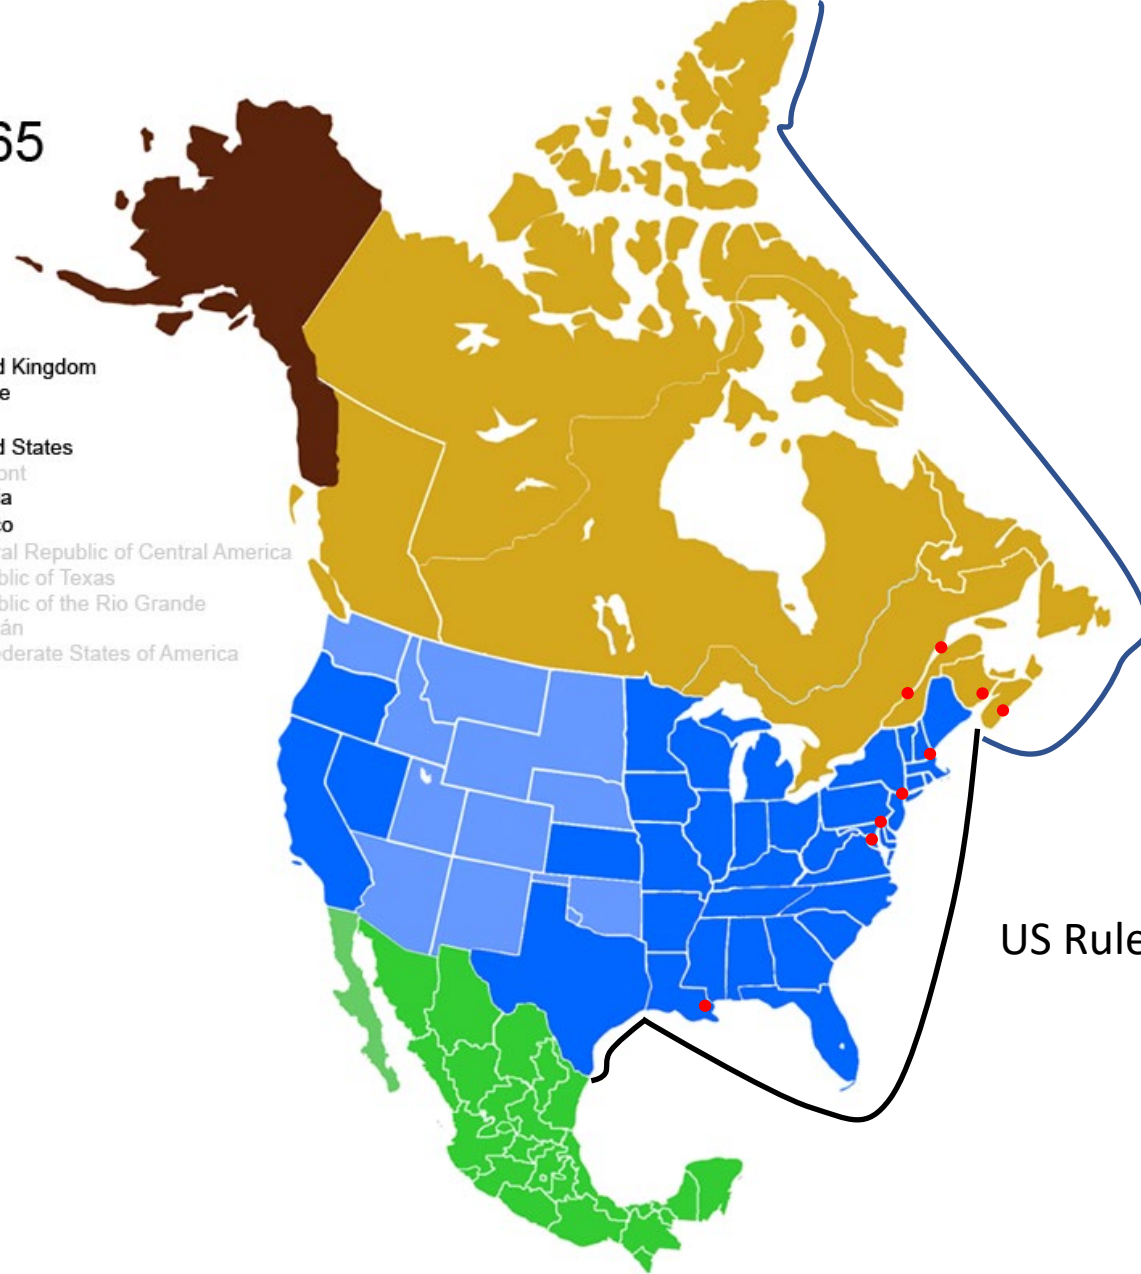 65
d Kingdom
e
d States
ont
a
co
al Republic of Central America
blic of Texas
blic of the Rio Grande
án
ederate States of America
US Rule